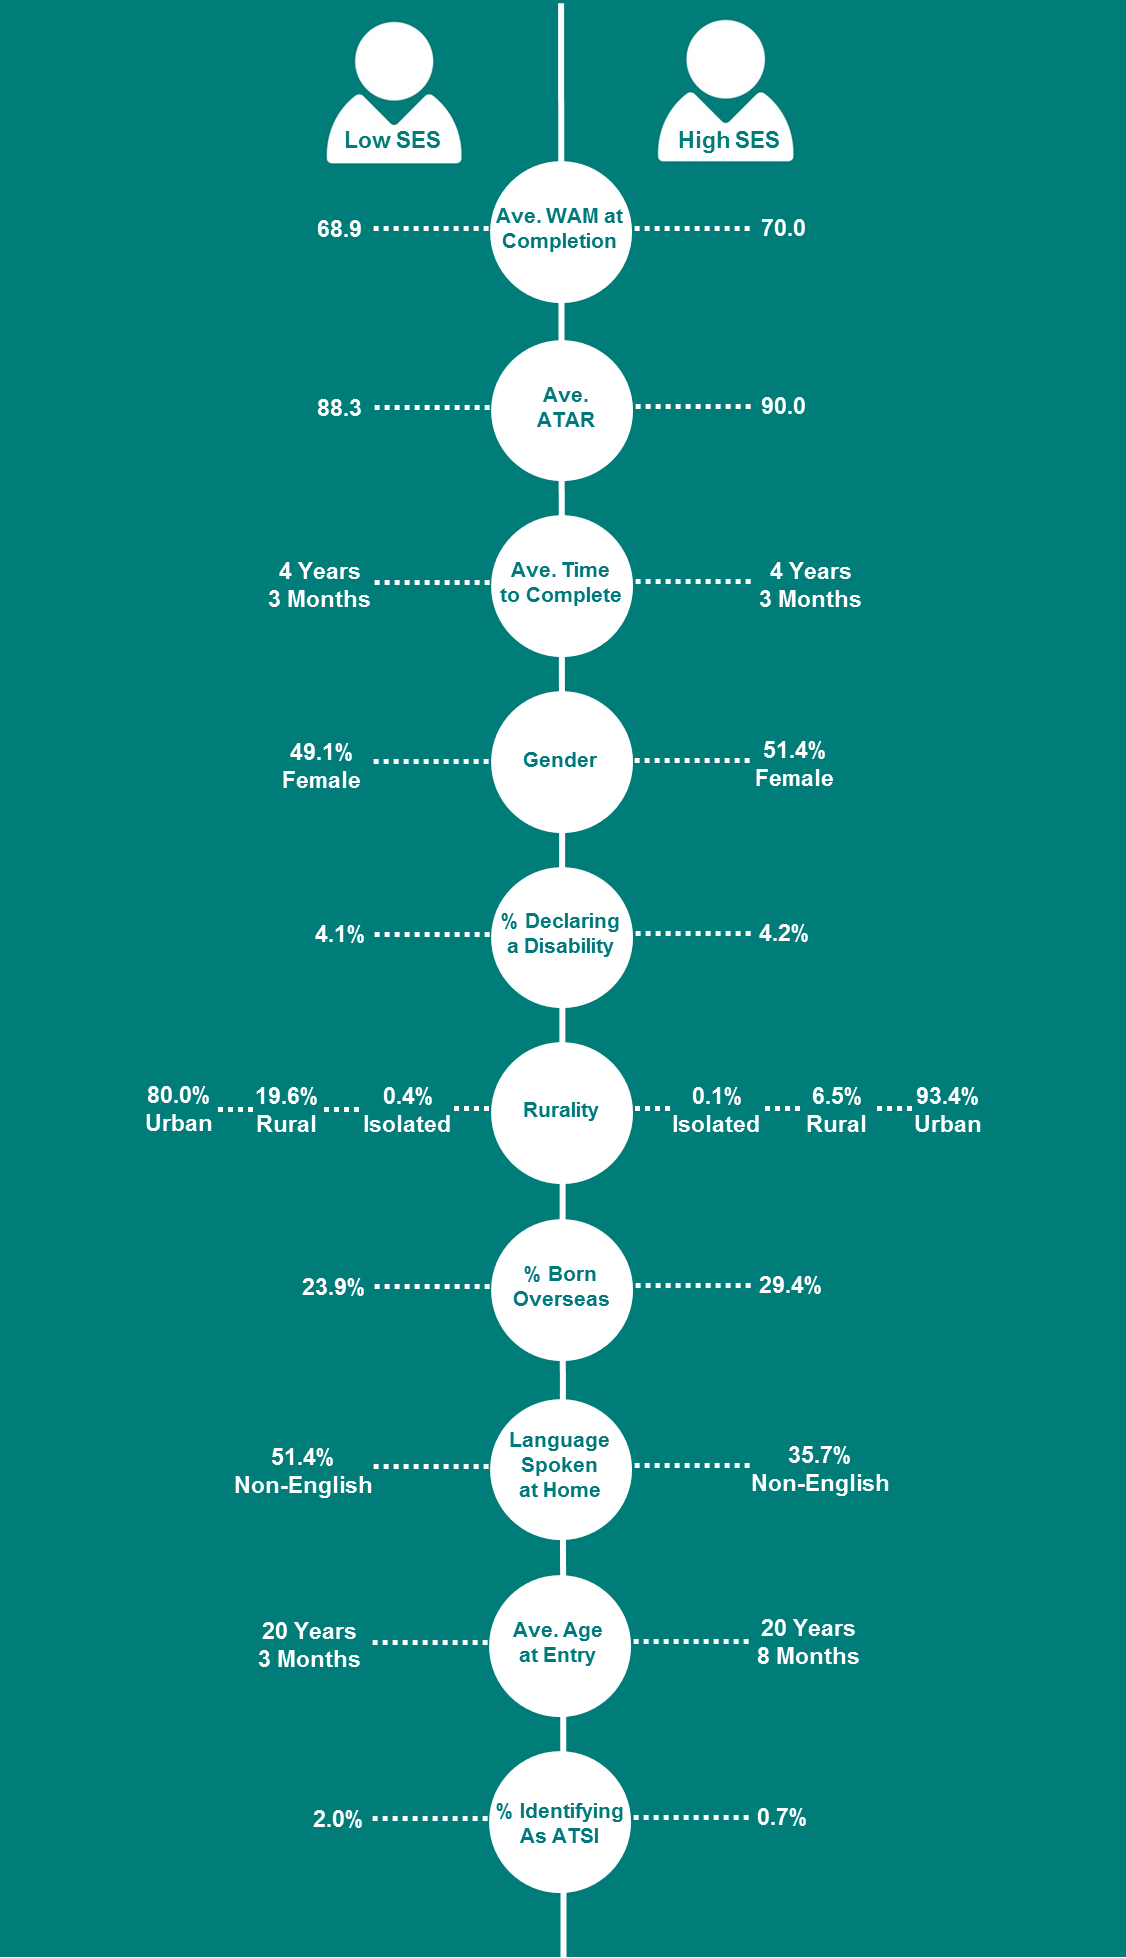 Low SES
High SES
68.9
Ave. WAM at
Completion
70.0
88.3
Ave.
ATAR
90.0
4 Years
3 Months
Ave. Time
to Complete
4 Years
3 Months
49.1%
Female
Gender
51.4%
Female
4.1%
% Declaring
a Disability
4.2%
80.0%
Urban
19.6%
Rural
0.4%
Isolated
Rurality
0.1%
Isolated
6.5%
Rural
93.4%
Urban
23.9%
% Born
Overseas
29.4%
51.4%
Non-English
Language
Spoken
at Home
35.7%
Non-English
20 Years
3 Months
Ave. Age
at Entry
20 Years
8 Months
2.0%
% Identifying
As ATSI
0.7%